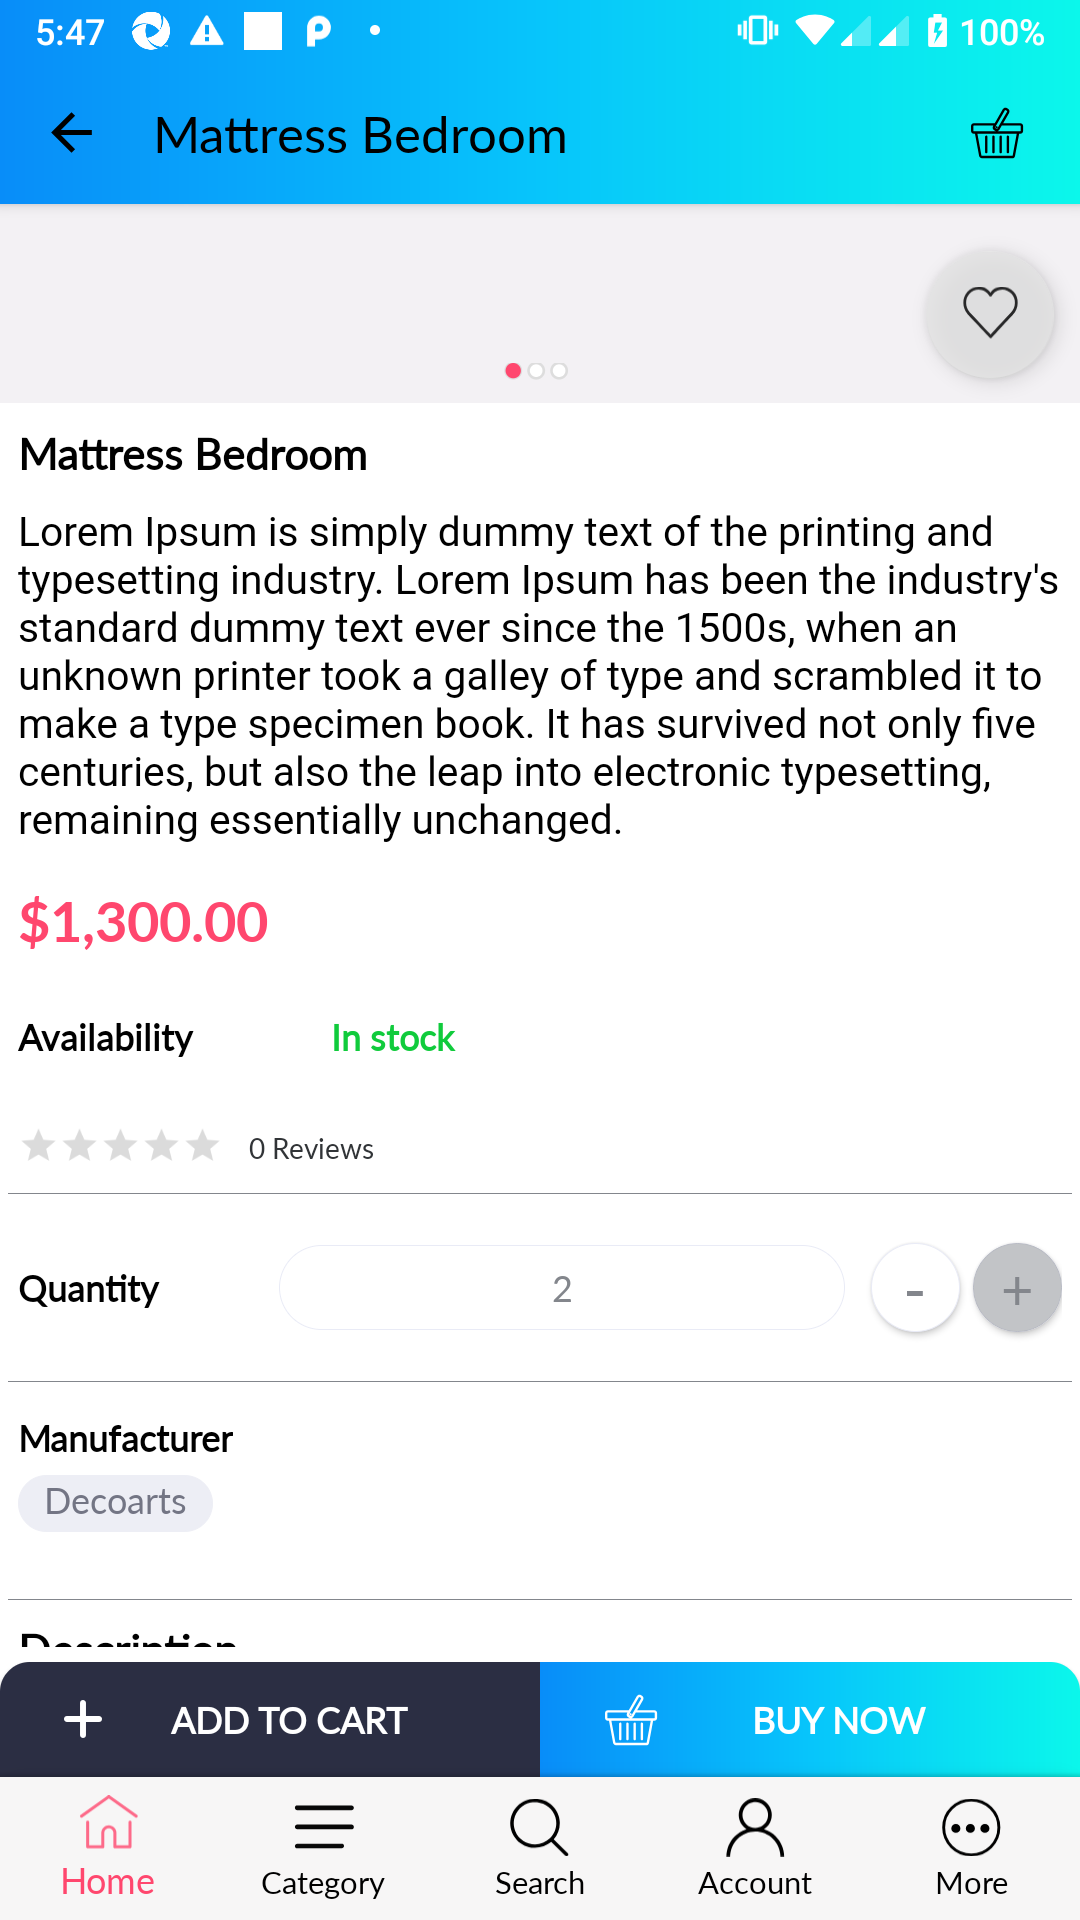 5:47
100%
Mattress Bedroom
Mattress Bedroom
Lorem Ipsum is simply dummy text of the printing and
typesetting industry. Lorem Ipsum has been the industry's
standard dummy text ever since the 1500s, when an
unknown printer took a galley of type and scrambled it to
make a type specimen book. It has survived not only five
centuries, but also the leap into electronic typesetting,
remaining essentially unchanged.
$1,300.00
Availability In stock
0 Reviews
Quantity 2 - +
Manufacturer
Decoarts
Description
ADD TO CART BUY NOW
Home Category Search Account More